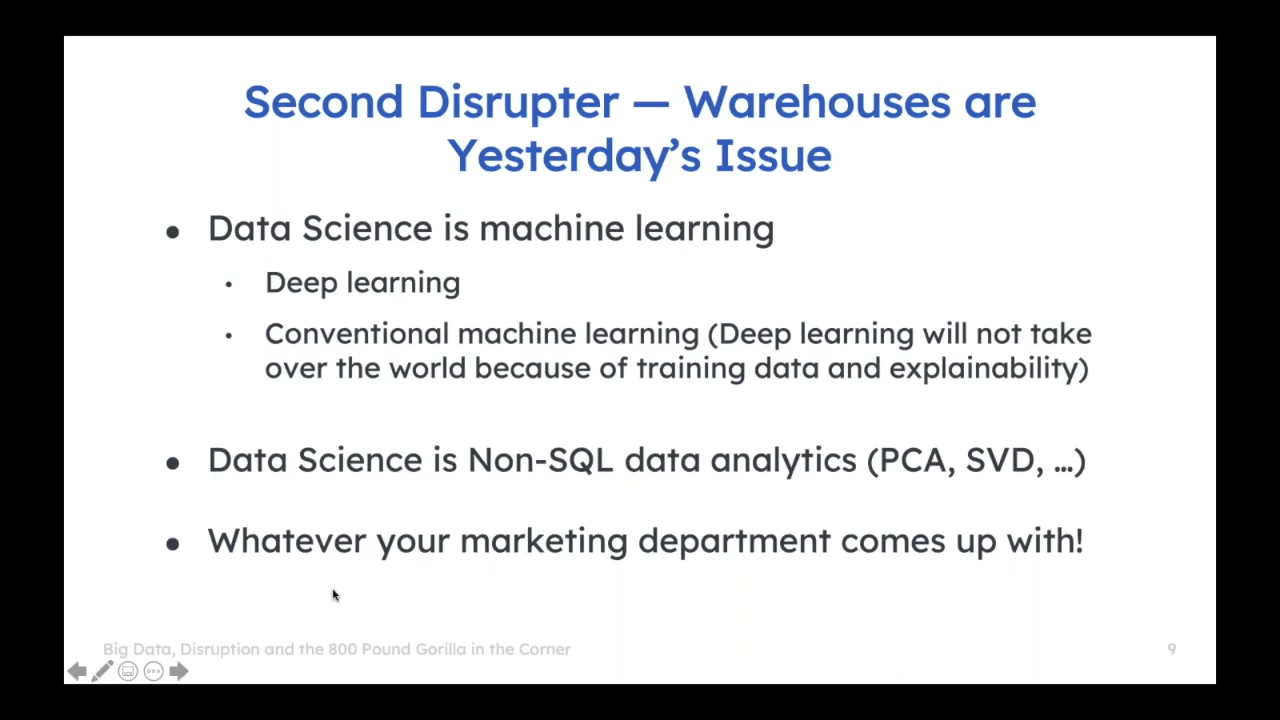 Second Disrupter — Warehouses are
Yesterday’s Issue
• Data Science is machine learning
• Deep learning
• Conventional machine learning (Deep learning will not take
over the world because of training data and explainability)
• Data Science is Non-SQL data analytics (PCA, SVD, …)
• Whatever your marketing department comes up with!
Big Data, Disruption and the 800 Pound Gorilla in the Corner
9